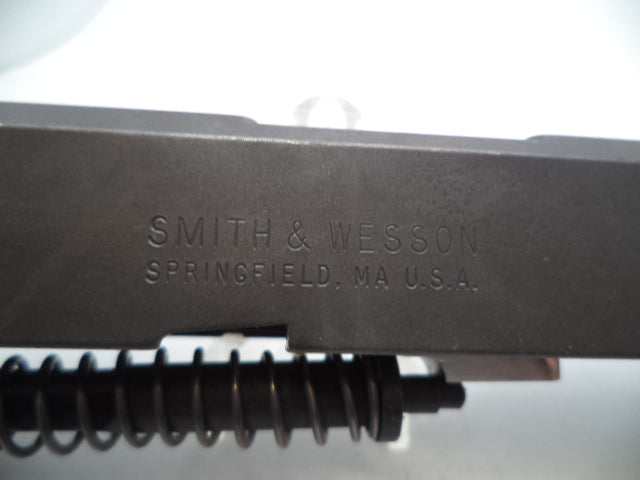 SMITH & WESSON
SPRINGFIELD, MA U.S.A.